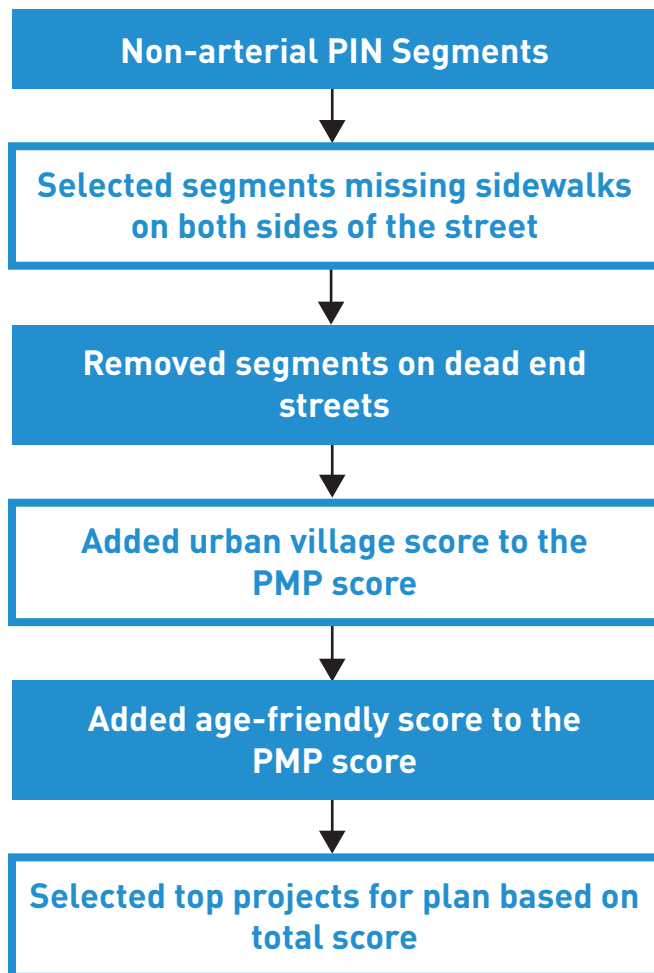 Non-arterial PIN Segments
Selected segments missing sidewalks
on both sides of the street
Removed segments on dead end
streets
Added urban village score to the
PMP score
Added age-friendly score to the
PMP score
Selected top projects for plan based on
total score